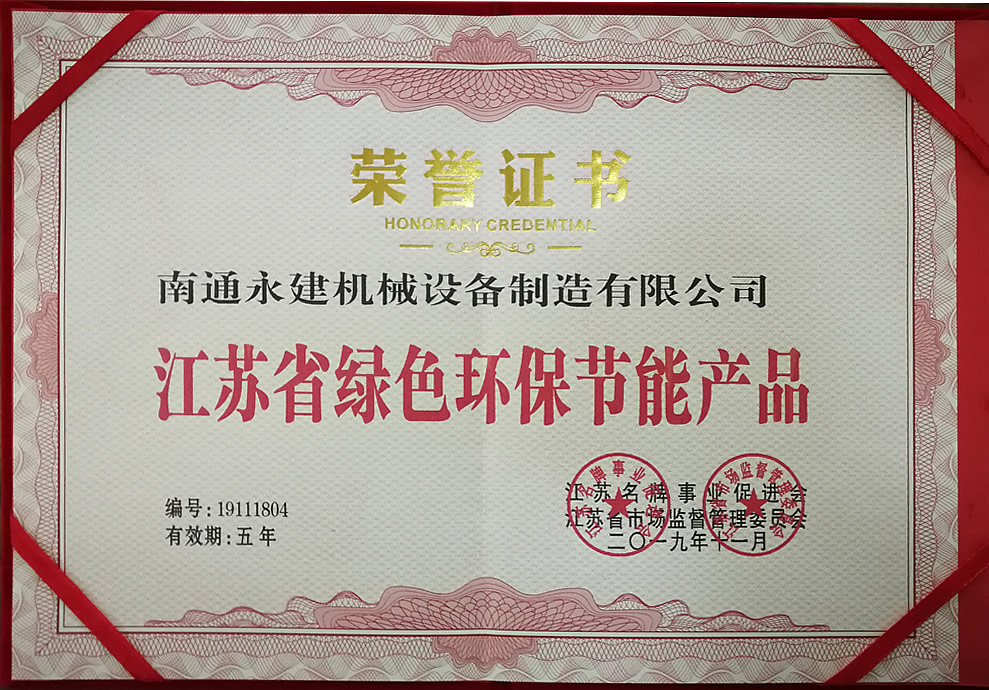 荣誉证书
HONORARY CREDENTIAL
南通永建机械设备制造有限公司
江苏省绿色环保节能产品
编号：19111804
有效期：五年
江苏名牌事业促进会
江苏省市场监督管理委员会
二〇一九年十一月